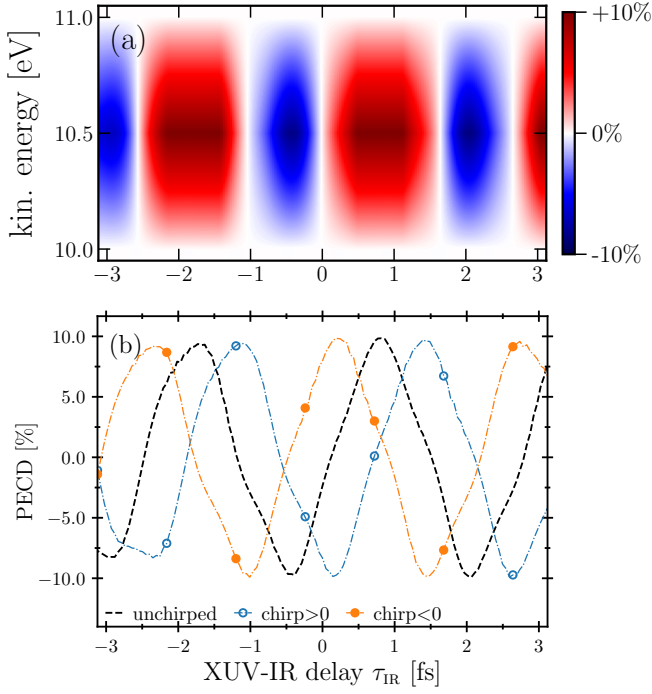 (a)
kin. energy [eV]
11.0
10.5
10.0
+10%
0%
-10%
−3 −2 −1 0 1 2 3
(b)
PECD [%]
10.0
5.0
0.0
−5.0
−10.0
unchirped chirp>0 chirp<0
−3 −2 −1 0 1 2 3
XUV-IR delay τIR [fs]